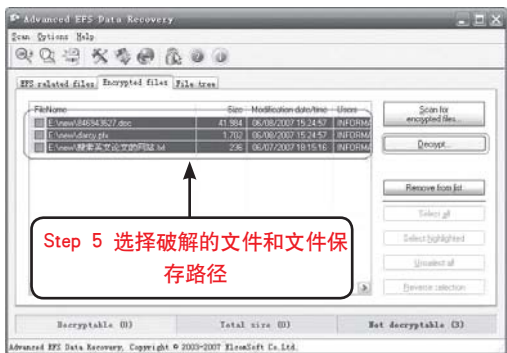 Advanced EFS Data Recovery
Scan Options Help
EFS related files Encrypted files File tree
FileName Size Modification date/time Users
E:\new\846943627.doc 41.984 06/08/2007 15:24:57 INFORMA
E:\new\darcy.pfx 1.702 06/08/2007 15:24:57 INFORMA
E:\new\搜索英文论文的网站.txt 236 06/07/2007 19:15:16 INFORMA
Scan for
encrypted files...
Decrypt...
Remove from list
Select all
Select highlighted
Unselect all
Reverse selection
Step 5 选择破解的文件和文件保
存路径
Decryptable (0) Total size (0) Not decryptable (3)
Advanced EFS Data Recovery, Copyright © 2003-2007 ElcomSoft Co.Ltd.